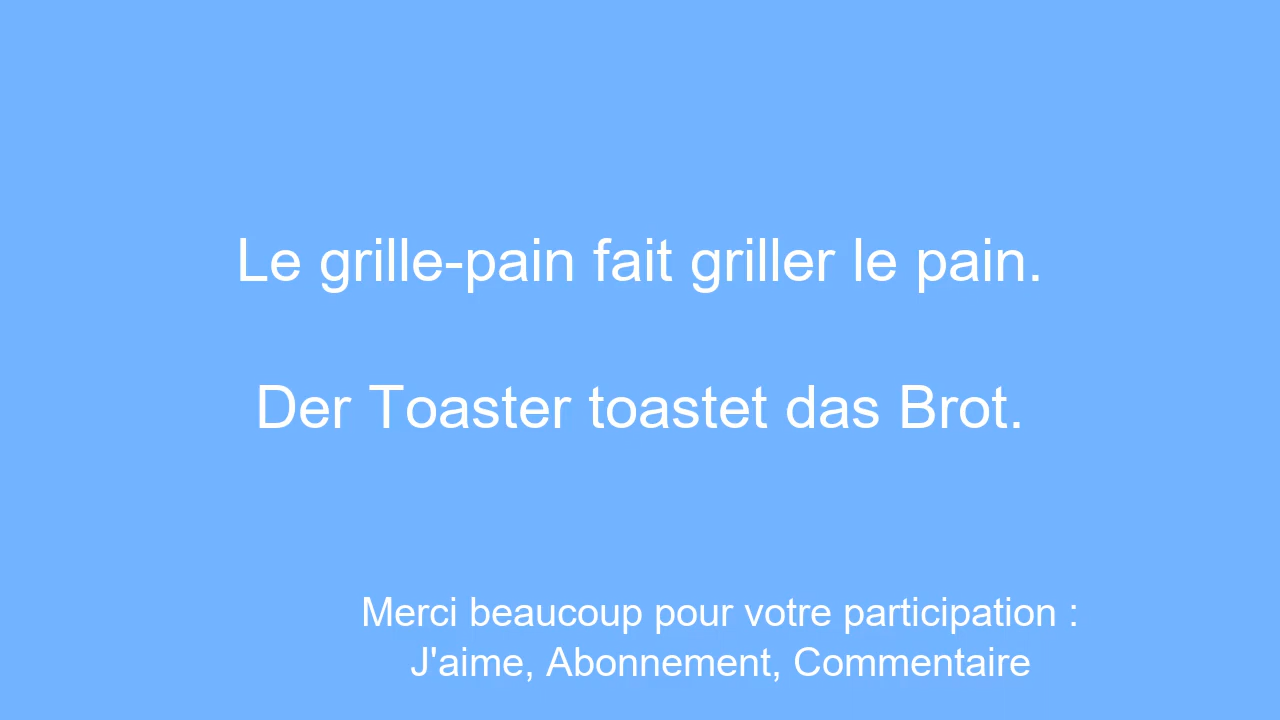 Le grille-pain fait griller le pain.
Der Toaster toastet das Brot.
Merci beaucoup pour votre participation :
J'aime, Abonnement, Commentaire